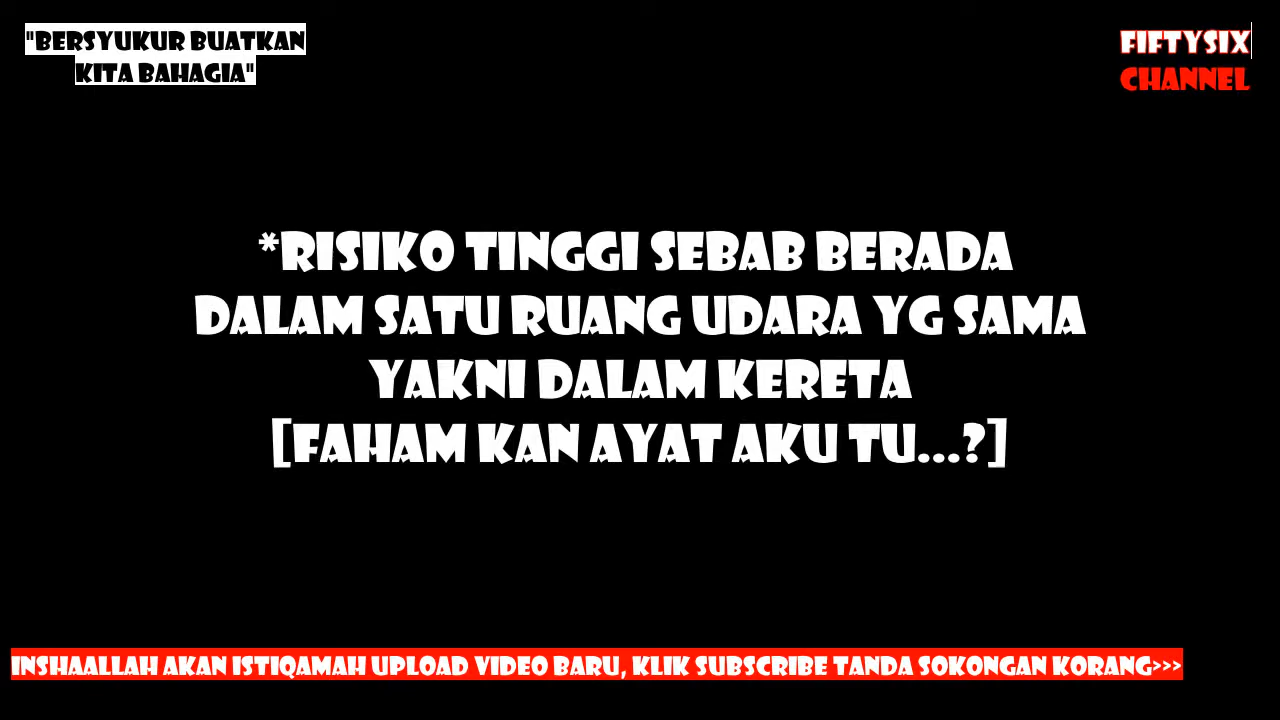 "BERSYUKUR BUATKAN
KITA BAHAGIA"
FIFTYSIX
CHANNEL
*RISIKO TINGGI SEBAB BERADA
DALAM SATU RUANG UDARA YG SAMA
YAKNI DALAM KERETA
[FAHAM KAN AYAT AKU TU...?]
INSHAALLAH AKAN ISTIQAMAH UPLOAD VIDEO BARU, KLIK SUBSCRIBE TANDA SOKONGAN KORANG>>>